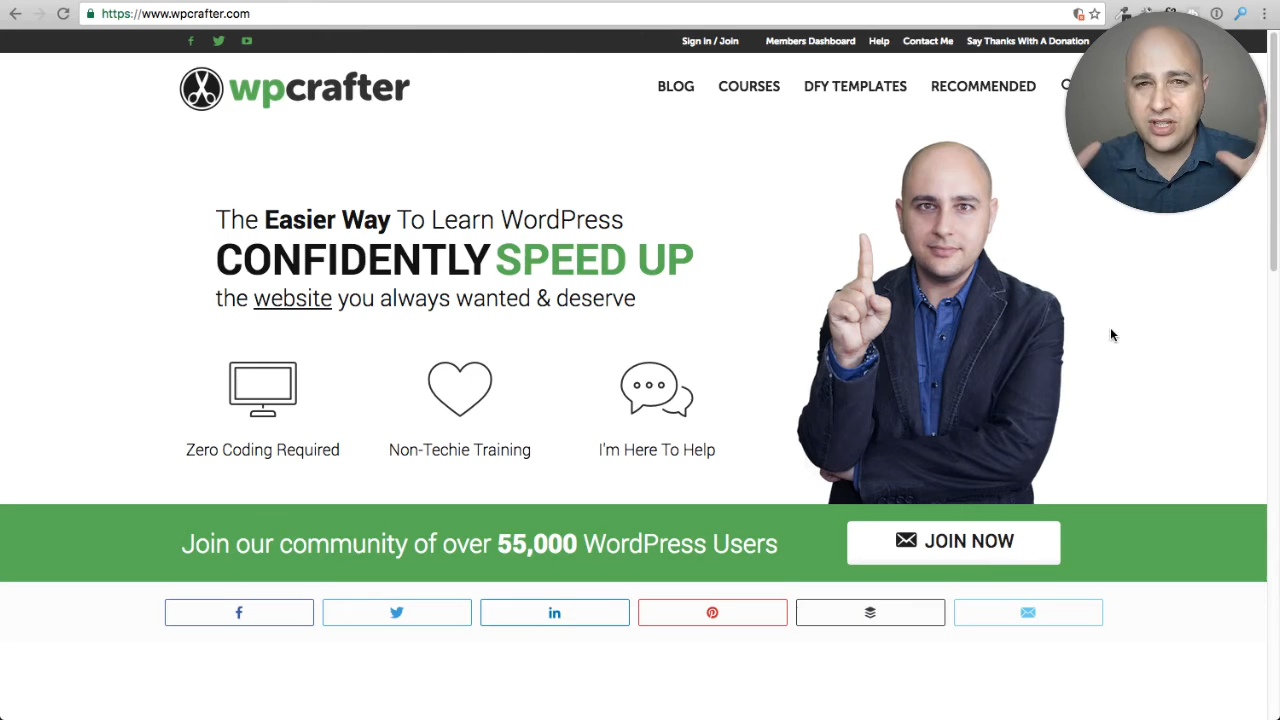 https://www.wpcrafter.com
Sign in / Join Members Dashboard Help Contact Me Say Thanks With A Donation
wpcrafter
BLOG COURSES DFY TEMPLATES RECOMMENDED
The Easier Way To Learn WordPress
CONFIDENTLY SPEED UP
the website you always wanted & deserve
Zero Coding Required Non-Techie Training I'm Here To Help
Join our community of over 55,000 WordPress Users JOIN NOW